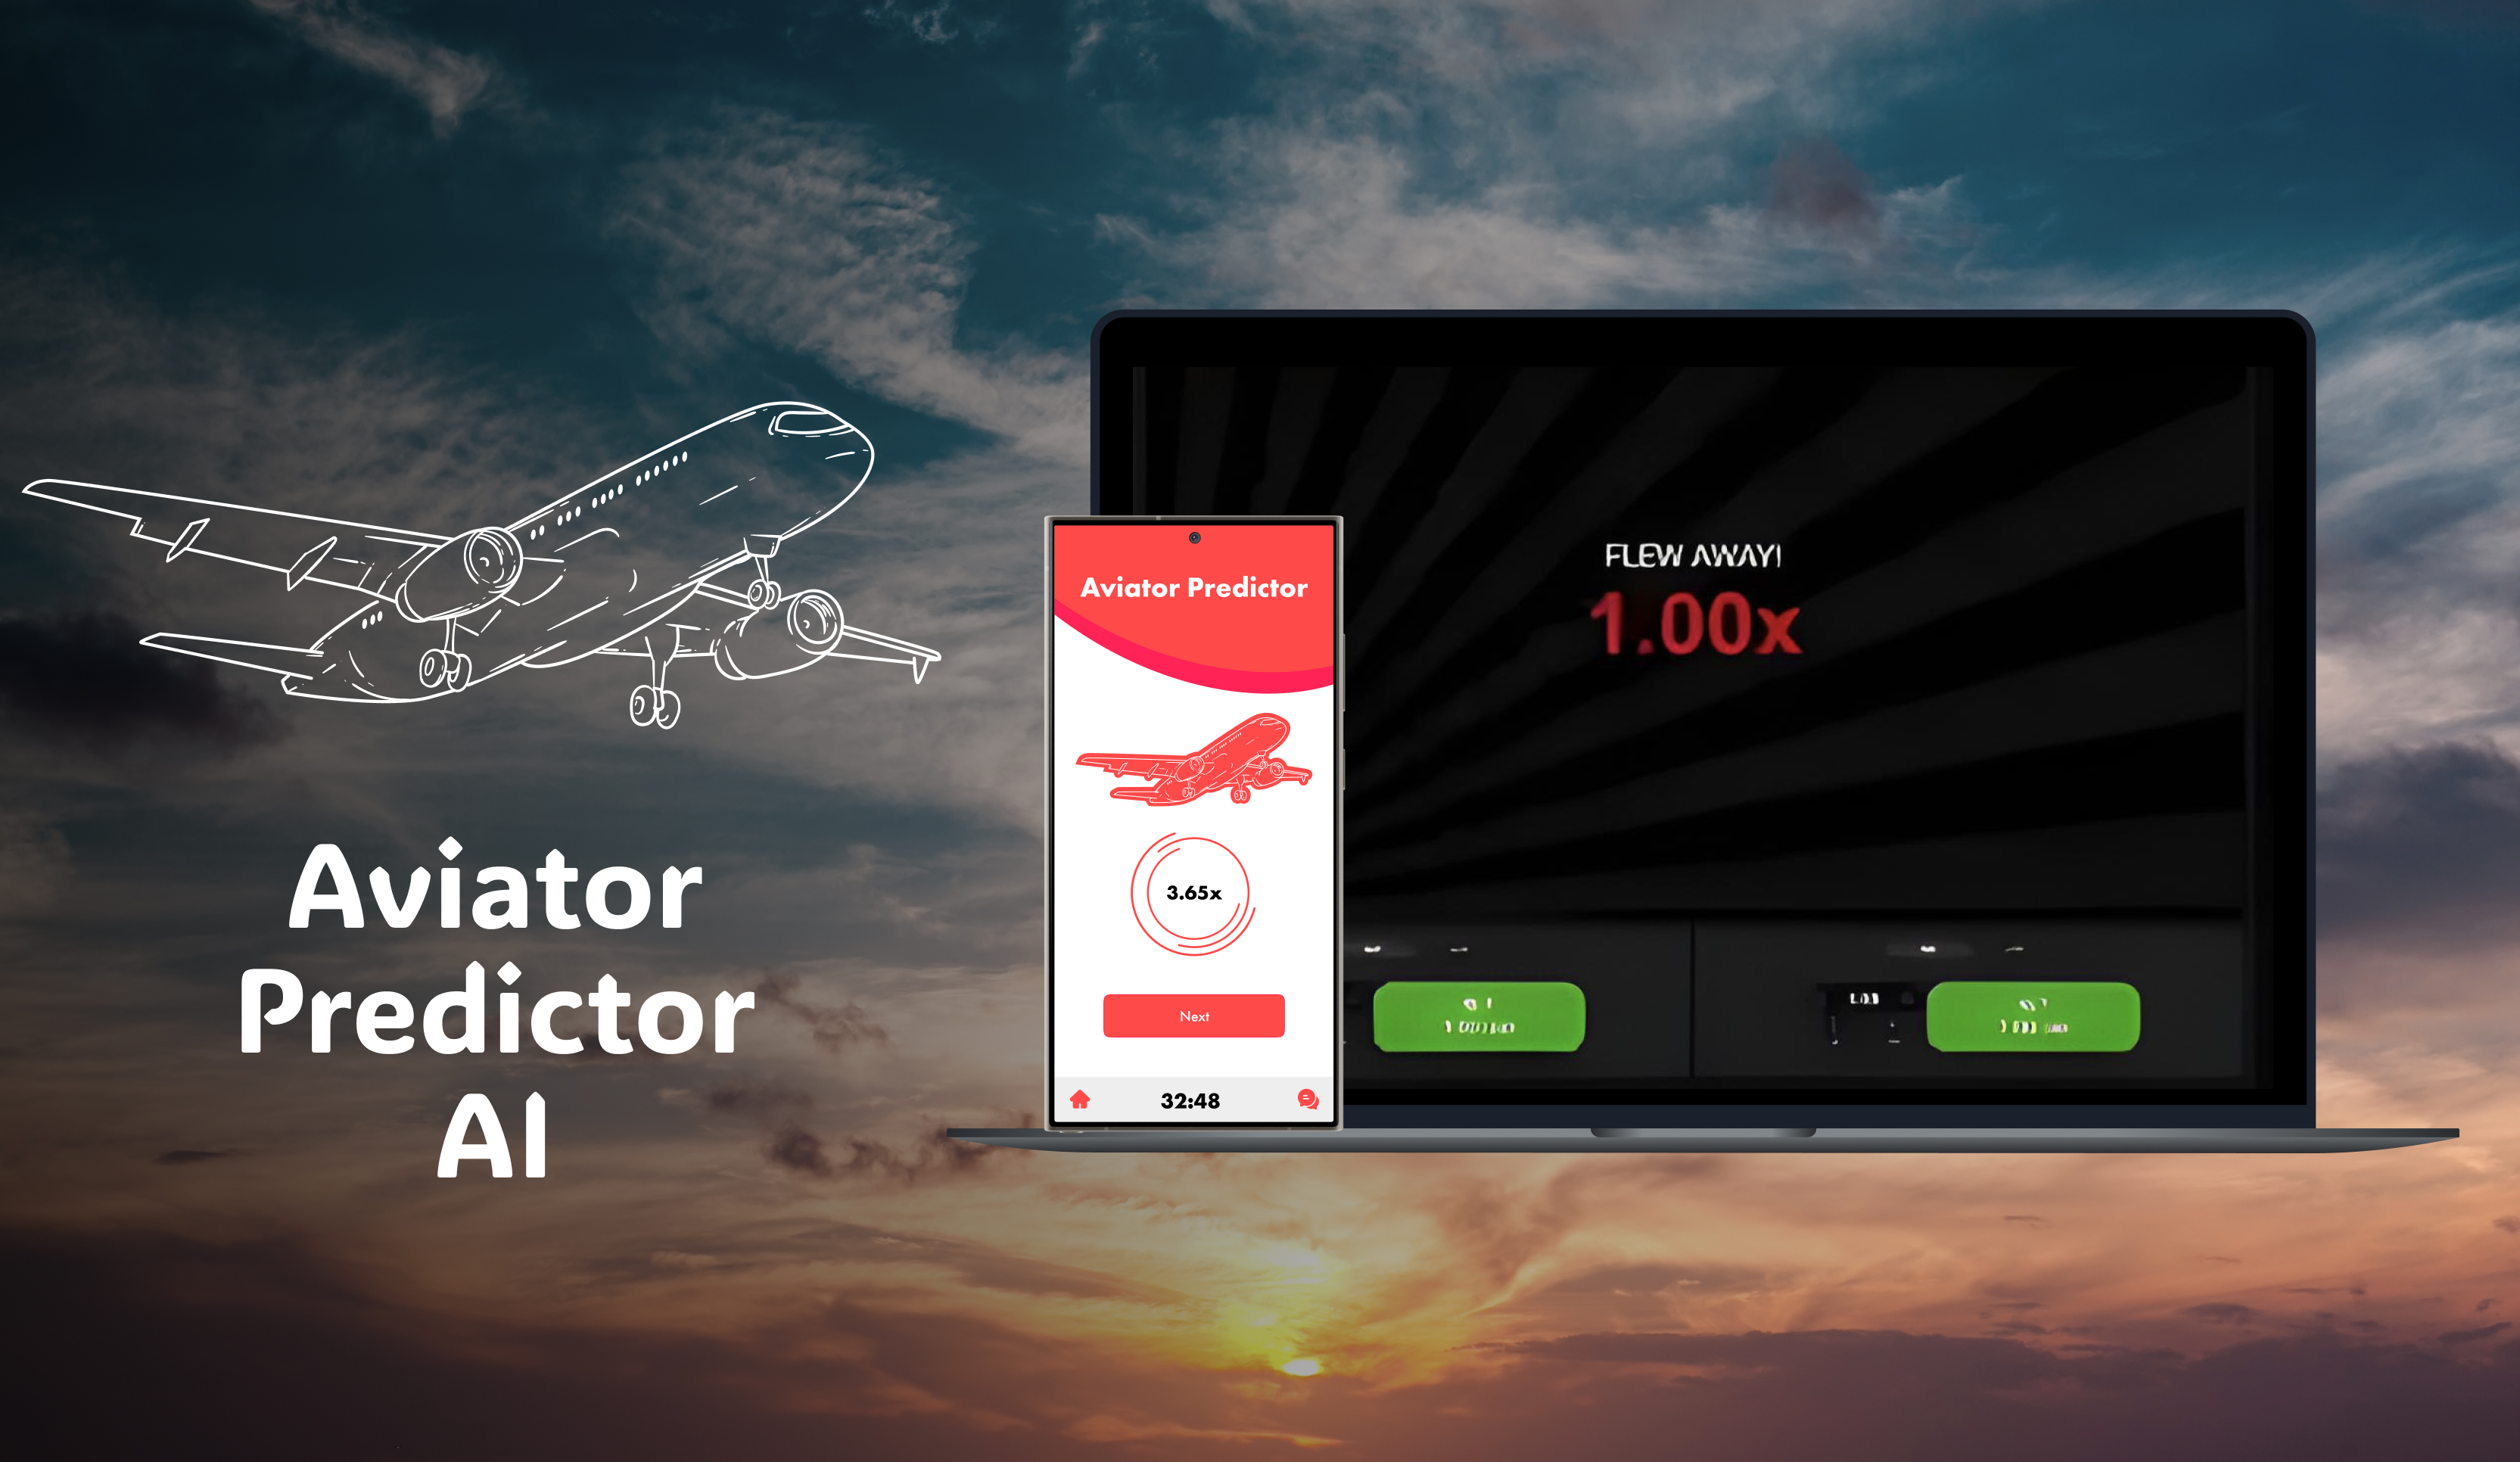 Aviator
Predictor
AI
Aviator Predictor
3.65x
Next
32:48
FLEW AWAY!
1.00x